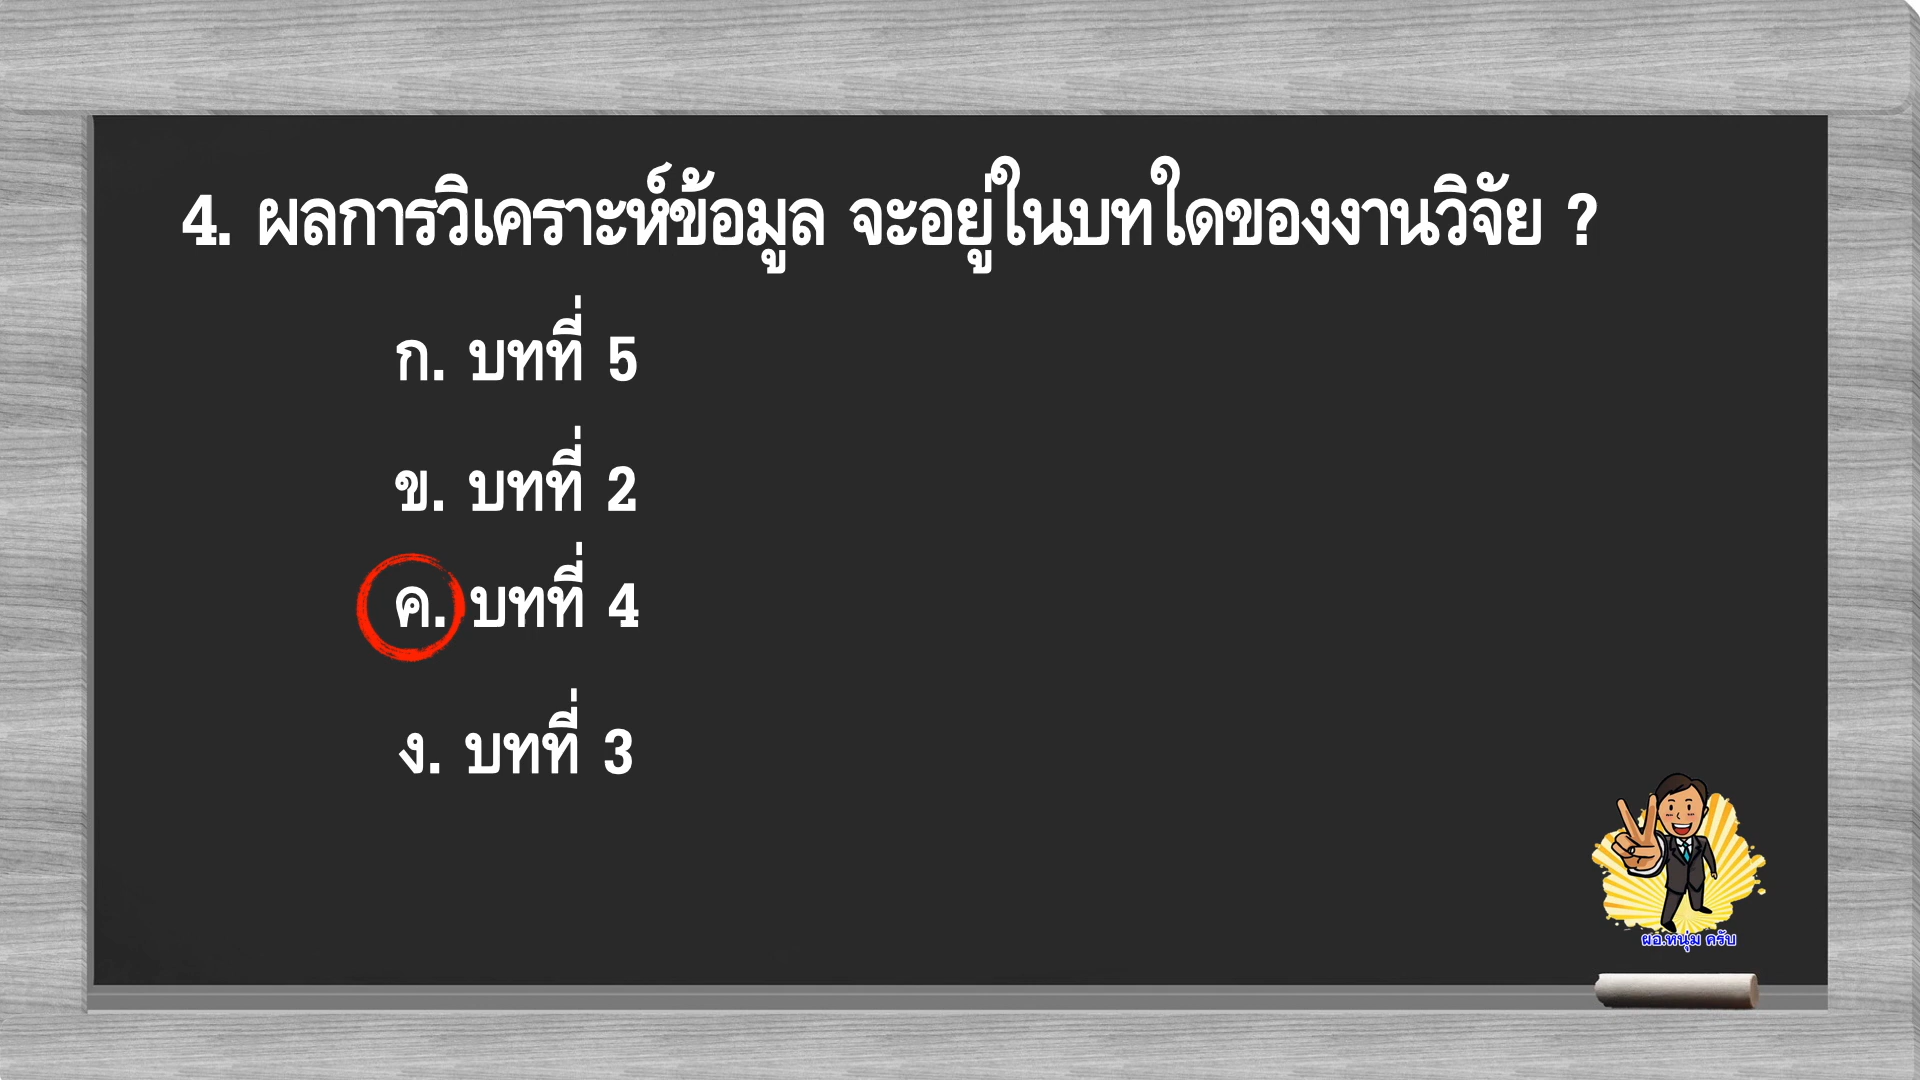 4. ผลการวิเคราะห์ข้อมูล จะอยู่ในบทใดของงานวิจัย ?
ก. บทที่ 5
ข. บทที่ 2
ค. บทที่ 4
ง. บทที่ 3
ผอ.หนุ่ม ครับ